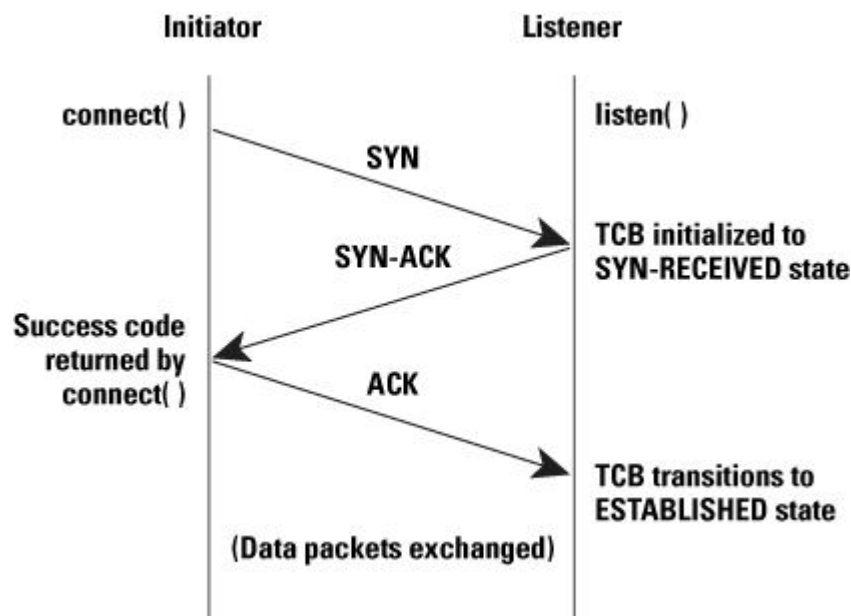 Initiator
Listener
connect( )
listen( )
SYN
TCB initialized to
SYN-RECEIVED state
SYN-ACK
Success code
returned by
connect( )
ACK
TCB transitions to
ESTABLISHED state
(Data packets exchanged)